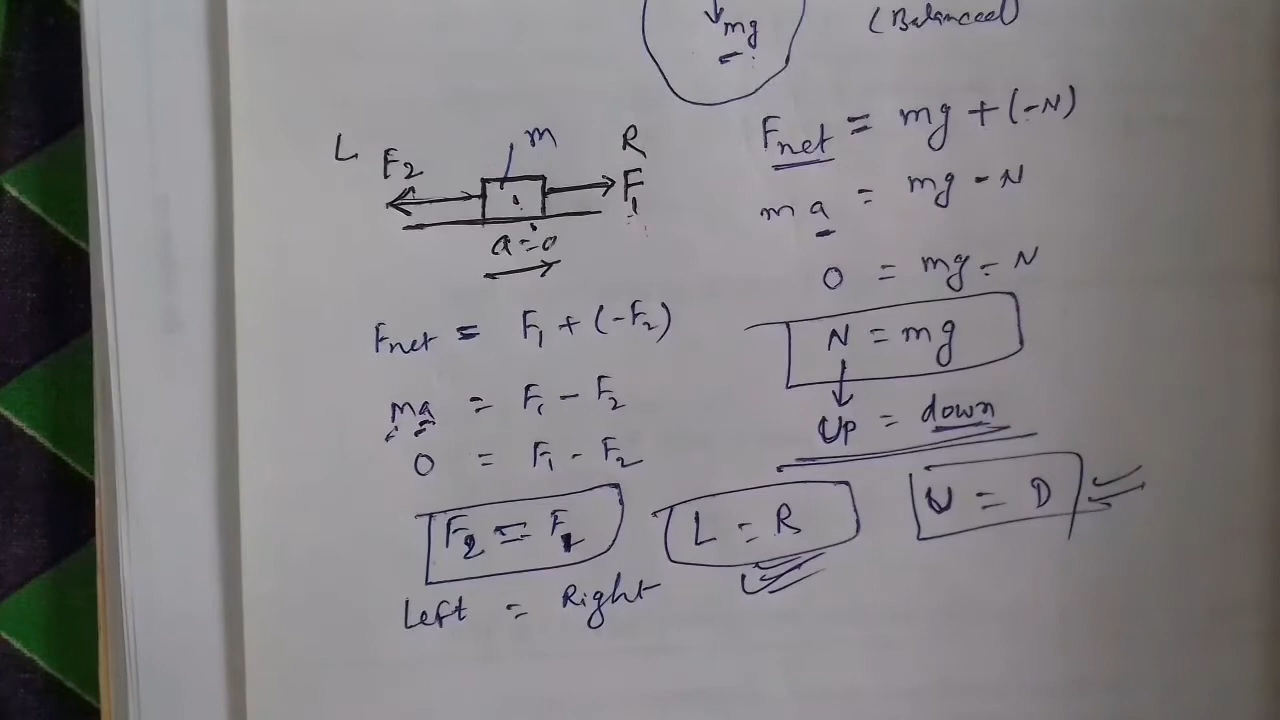 mg
(Balanced)
L F2 m R F1
a=0
Fnet = F1 + (-F2)
ma = F1 - F2
0 = F1 - F2
F2 = F1
Left = Right
L = R
Fnet = mg + (-N)
ma = mg - N
0 = mg - N
N = mg
Up = down
U = D